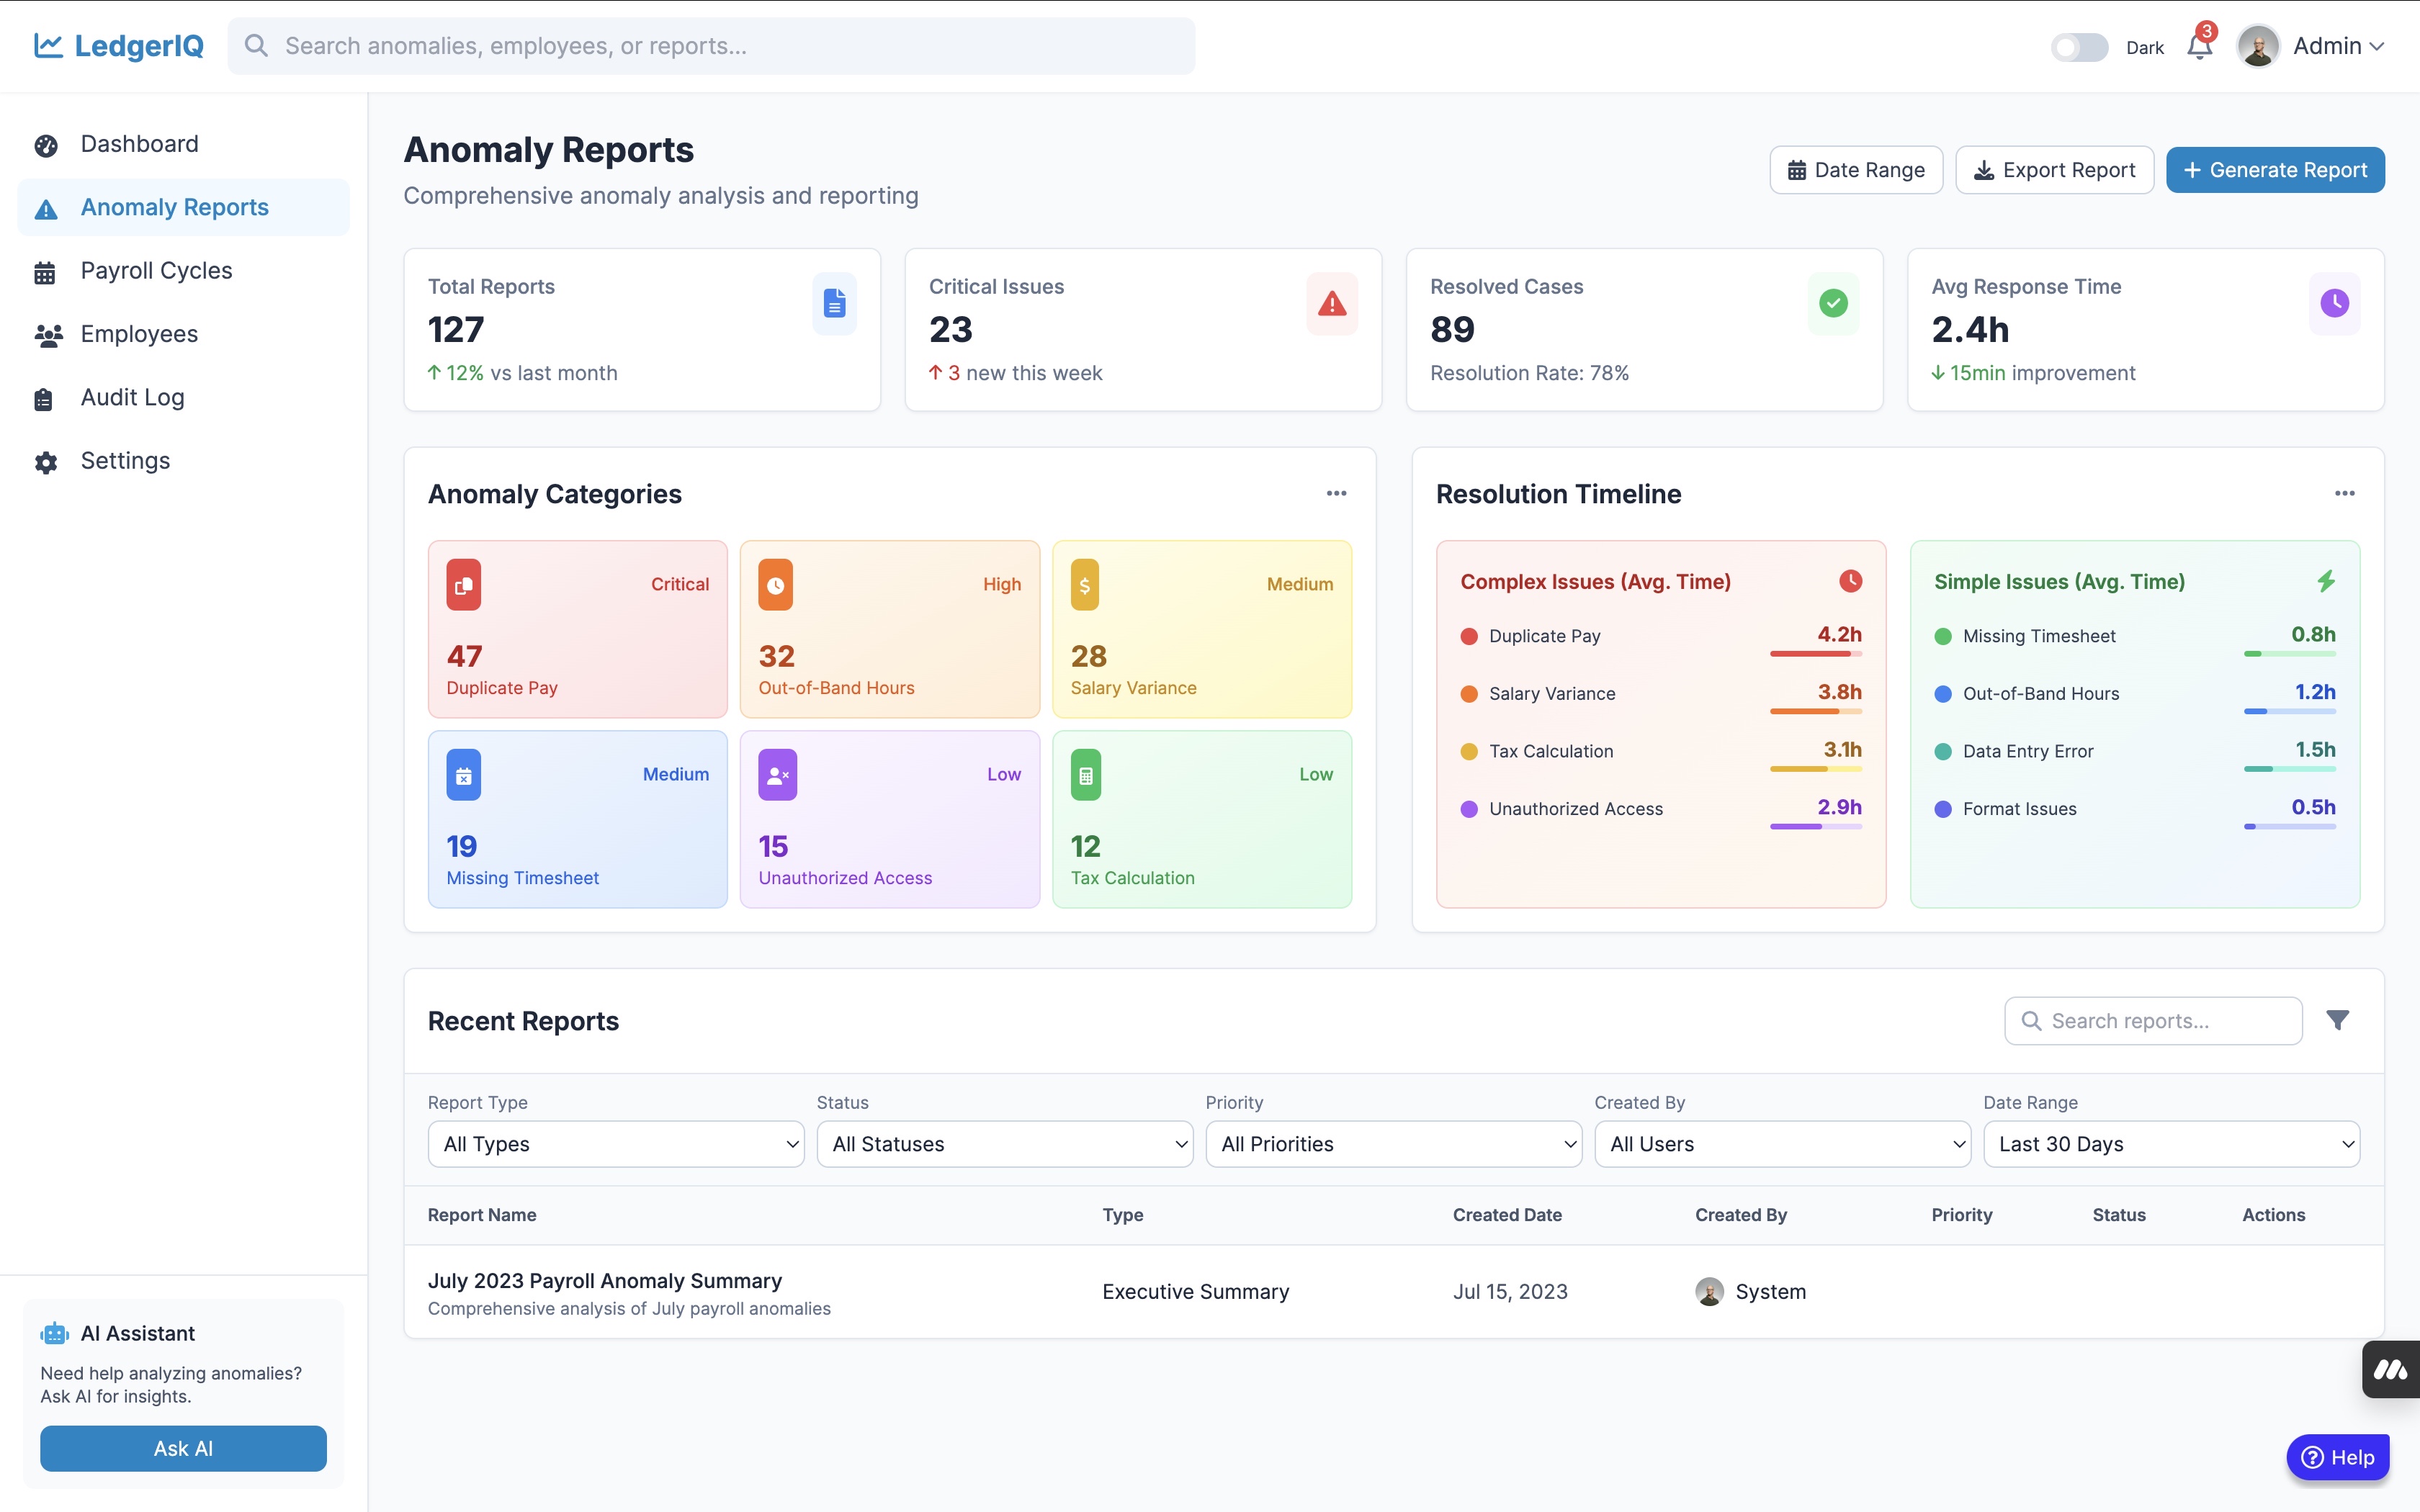 LedgerIQ
Search anomalies, employees, or reports...
Dark
3
Admin
Dashboard
Anomaly Reports
Payroll Cycles
Employees
Audit Log
Settings
AI Assistant
Need help analyzing anomalies?
Ask AI for insights.
Ask AI
Anomaly Reports
Comprehensive anomaly analysis and reporting
Date Range
Export Report
Generate Report
Total Reports
127
12% vs last month
Critical Issues
23
3 new this week
Resolved Cases
89
Resolution Rate: 78%
Avg Response Time
2.4h
15min improvement
Anomaly Categories
Critical
47
Duplicate Pay
High
32
Out-of-Band Hours
$
Medium
28
Salary Variance
Medium
19
Missing Timesheet
Low
15
Unauthorized Access
Low
12
Tax Calculation
Resolution Timeline
Complex Issues (Avg. Time)
Duplicate Pay 4.2h
Salary Variance 3.8h
Tax Calculation 3.1h
Unauthorized Access 2.9h
Simple Issues (Avg. Time)
Missing Timesheet 0.8h
Out-of-Band Hours 1.2h
Data Entry Error 1.5h
Format Issues 0.5h
Recent Reports
Search reports...
Report Type Status Priority Created By Date Range
All Types All Statuses All Priorities All Users Last 30 Days
Report Name Type Created Date Created By Priority Status Actions
July 2023 Payroll Anomaly Summary
Comprehensive analysis of July payroll anomalies
Executive Summary
Jul 15, 2023
System
Help